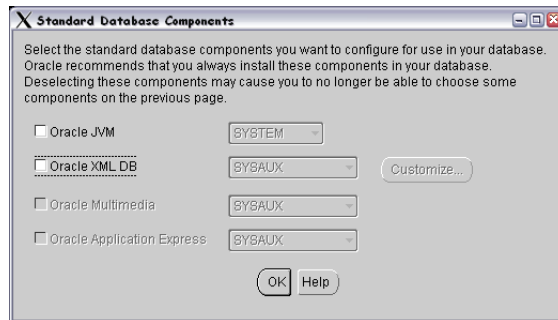 Standard Database Components
Select the standard database components you want to configure for use in your database.
Oracle recommends that you always install these components in your database.
Deselecting these components may cause you to no longer be able to choose some
components on the previous page.
Oracle JVM SYSTEM
Oracle XML DB SYSAUX Customize...
Oracle Multimedia SYSAUX
Oracle Application Express SYSAUX
OK Help